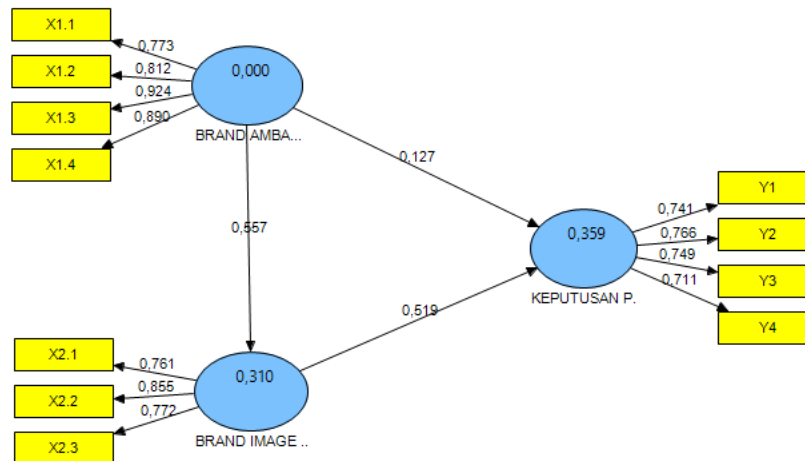 X1.1
X1.2
X1.3
X1.4
0,773
0,812
0,924
0,890
0,000
BRAND AMBA...
0,127
0,557
0,519
0,359
KEPUTUSAN P.
0,741
0,766
0,749
0,711
Y1
Y2
Y3
Y4
X2.1
X2.2
X2.3
0,761
0,855
0,772
0,310
BRAND IMAGE ..